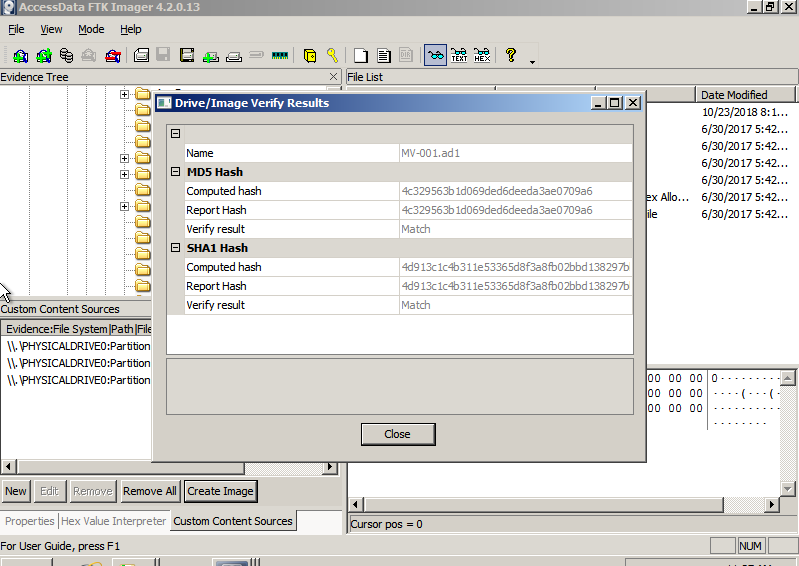 AccessData FTK Imager 4.2.0.13
File View Mode Help
TEXT HEX
Evidence Tree
File List
Date Modified
10/23/2018 8:1...
6/30/2017 5:42...
6/30/2017 5:42...
6/30/2017 5:42...
6/30/2017 5:42...
ex Allo... 6/30/2017 5:42...
ile 6/30/2017 5:42...
Drive/Image Verify Results
Name MV-001.ad1
MD5 Hash
Computed hash 4c329563b1d069ded6deeda3ae0709a6
Report Hash 4c329563b1d069ded6deeda3ae0709a6
Verify result Match
SHA1 Hash
Computed hash 4d913c1c4b311e53365d8f3a8fb02bbd138297b
Report Hash 4d913c1c4b311e53365d8f3a8fb02bbd138297b
Verify result Match
Close
Custom Content Sources
Evidence:File System|Path|File
\\.\PHYSICALDRIVE0:Partition
\\.\PHYSICALDRIVE0:Partition
\\.\PHYSICALDRIVE0:Partition
00 00 00 0·········
00 00 00 ····(···(·
00 00 00 ··········
········
New Edit Remove Remove All Create Image
Properties Hex Value Interpreter Custom Content Sources
Cursor pos = 0
For User Guide, press F1
NUM